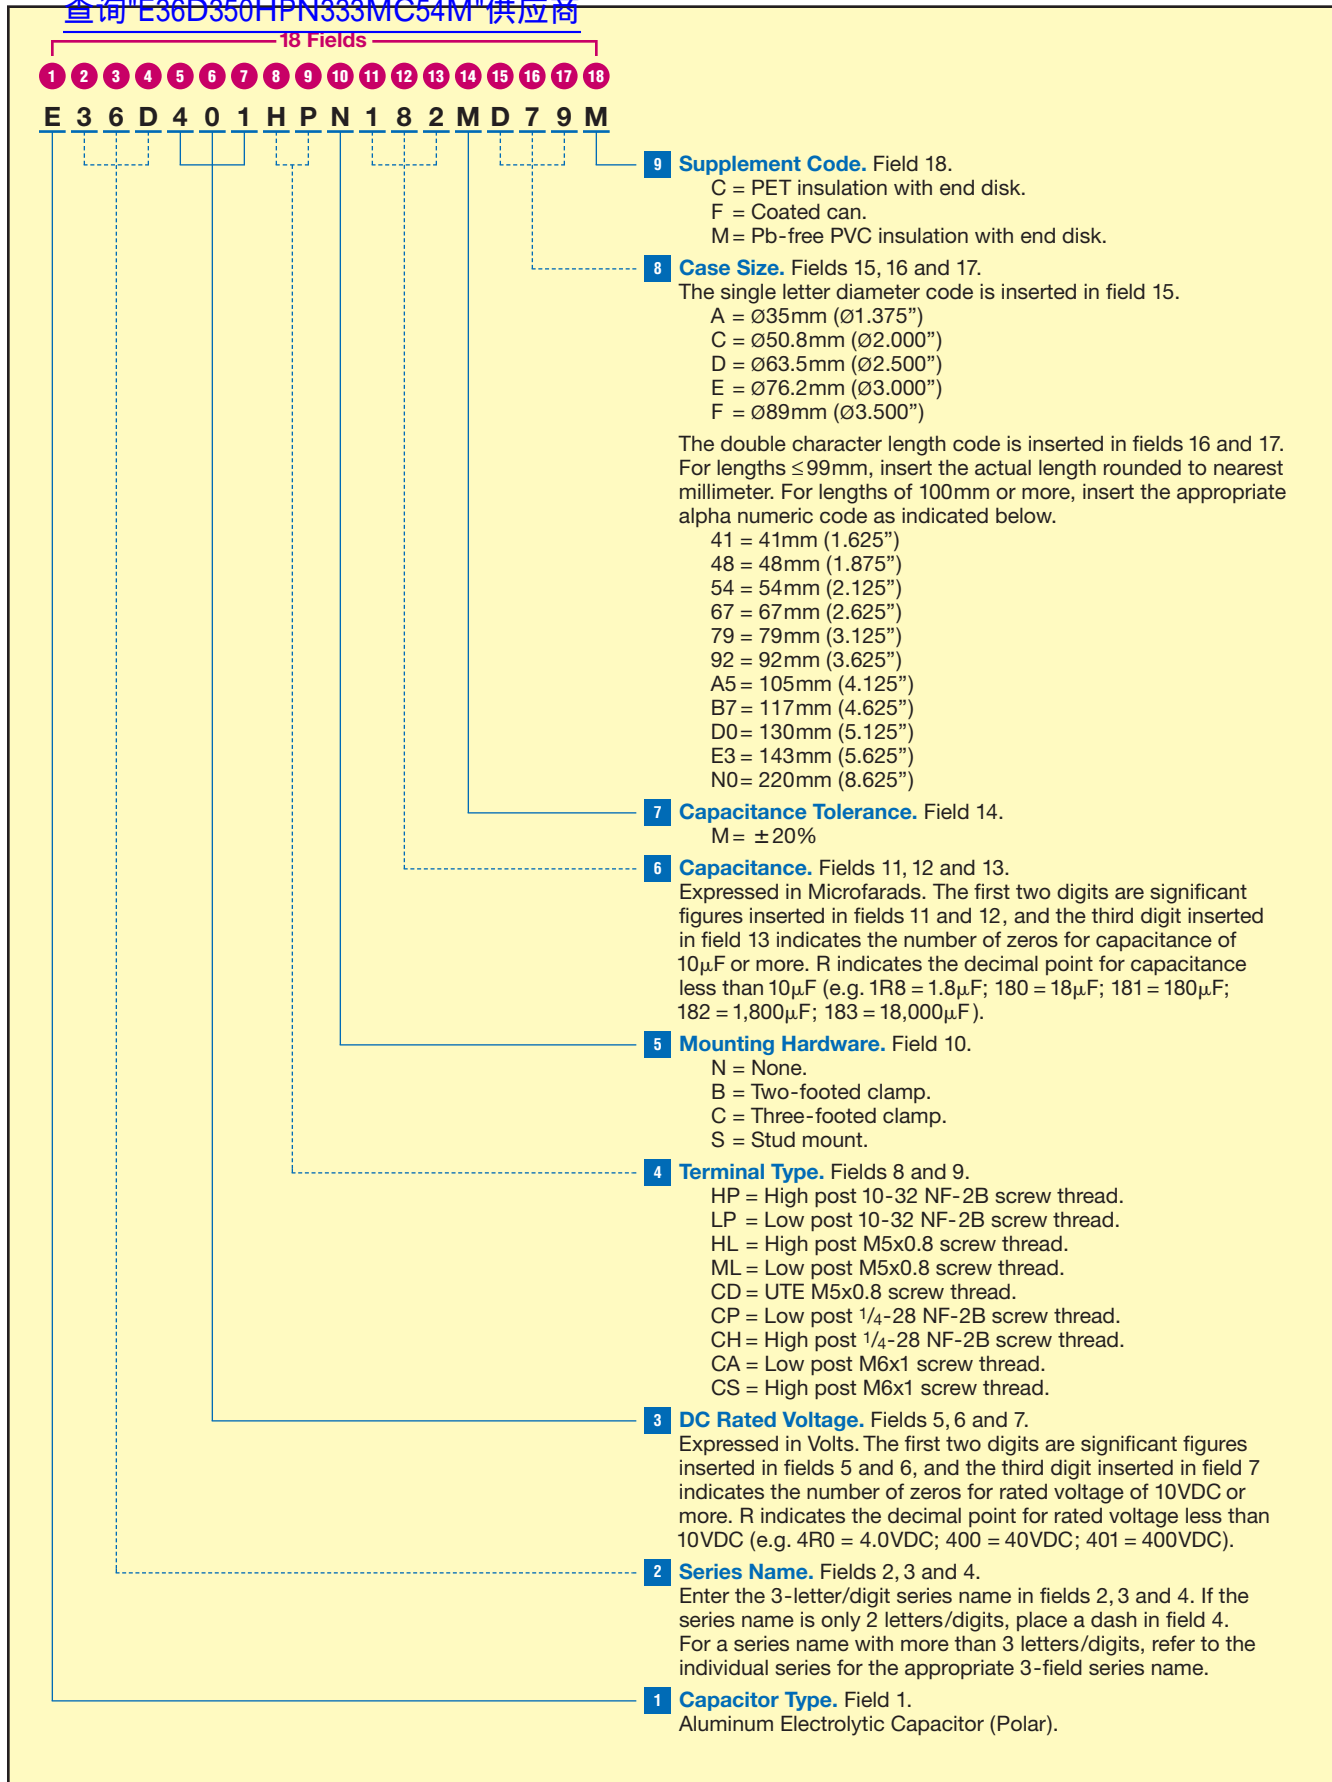 查询"E36D350HPN333MC54M"供应商
18 Fields
1 2 3 4 5 6 7 8 9 10 11 12 13 14 15 16 17 18
E 3 6 D 4 0 1 H P N 1 8 2 M D 7 9 M
9 Supplement Code. Field 18.
C = PET insulation with end disk.
F = Coated can.
M = Pb-free PVC insulation with end disk.
8 Case Size. Fields 15, 16 and 17.
The single letter diameter code is inserted in field 15.
A = Ø35mm (Ø1.375”)
C = Ø50.8mm (Ø2.000”)
D = Ø63.5mm (Ø2.500”)
E = Ø76.2mm (Ø3.000”)
F = Ø89mm (Ø3.500”)
The double character length code is inserted in fields 16 and 17.
For lengths ≤99mm, insert the actual length rounded to nearest
millimeter. For lengths of 100mm or more, insert the appropriate
alpha numeric code as indicated below.
41 = 41mm (1.625”)
48 = 48mm (1.875”)
54 = 54mm (2.125”)
67 = 67mm (2.625”)
79 = 79mm (3.125”)
92 = 92mm (3.625”)
A5 = 105mm (4.125”)
B7 = 117mm (4.625”)
D0 = 130mm (5.125”)
E3 = 143mm (5.625”)
N0 = 220mm (8.625”)
7 Capacitance Tolerance. Field 14.
M = ±20%
6 Capacitance. Fields 11, 12 and 13.
Expressed in Microfarads. The first two digits are significant
figures inserted in fields 11 and 12, and the third digit inserted
in field 13 indicates the number of zeros for capacitance of
10µF or more. R indicates the decimal point for capacitance
less than 10µF (e.g. 1R8 = 1.8µF; 180 = 18µF; 181 = 180µF;
182 = 1,800µF; 183 = 18,000µF).
5 Mounting Hardware. Field 10.
N = None.
B = Two-footed clamp.
C = Three-footed clamp.
S = Stud mount.
4 Terminal Type. Fields 8 and 9.
HP = High post 10-32 NF-2B screw thread.
LP = Low post 10-32 NF-2B screw thread.
HL = High post M5x0.8 screw thread.
ML = Low post M5x0.8 screw thread.
CD = UTE M5x0.8 screw thread.
CP = Low post 1/4-28 NF-2B screw thread.
CH = High post 1/4-28 NF-2B screw thread.
CA = Low post M6x1 screw thread.
CS = High post M6x1 screw thread.
3 DC Rated Voltage. Fields 5, 6 and 7.
Expressed in Volts. The first two digits are significant figures
inserted in fields 5 and 6, and the third digit inserted in field 7
indicates the number of zeros for rated voltage of 10VDC or
more. R indicates the decimal point for rated voltage less than
10VDC (e.g. 4R0 = 4.0VDC; 400 = 40VDC; 401 = 400VDC).
2 Series Name. Fields 2, 3 and 4.
Enter the 3-letter/digit series name in fields 2, 3 and 4. If the
series name is only 2 letters/digits, place a dash in field 4.
For a series name with more than 3 letters/digits, refer to the
individual series for the appropriate 3-field series name.
1 Capacitor Type. Field 1.
Aluminum Electrolytic Capacitor (Polar).